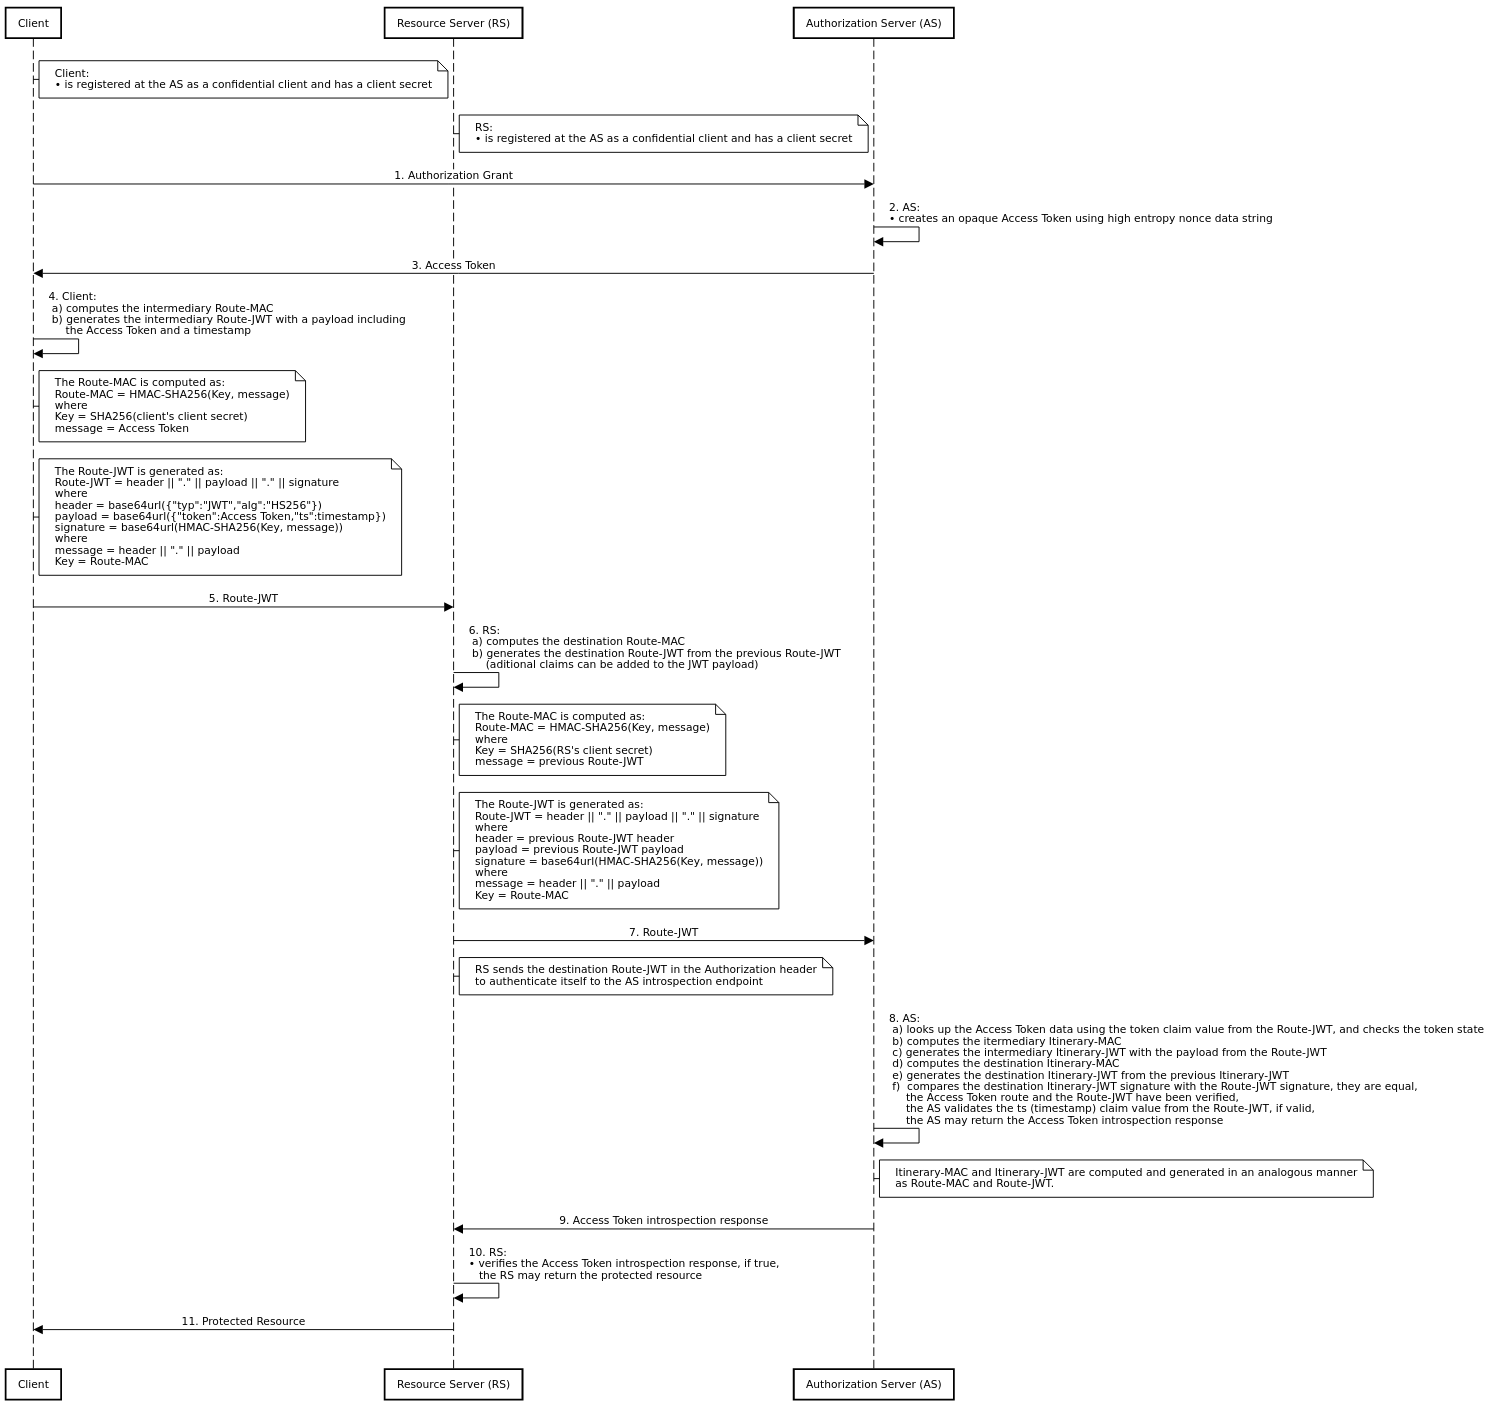 Client
Resource Server (RS)
Authorization Server (AS)
Client:
• is registered at the AS as a confidential client and has a client secret
RS:
• is registered at the AS as a confidential client and has a client secret
1. Authorization Grant
2. AS:
• creates an opaque Access Token using high entropy nonce data string
3. Access Token
4. Client:
a) computes the intermediary Route-MAC
b) generates the intermediary Route-JWT with a payload including
the Access Token and a timestamp
The Route-MAC is computed as:
Route-MAC = HMAC-SHA256(Key, message)
where
Key = SHA256(client's client secret)
message = Access Token
The Route-JWT is generated as:
Route-JWT = header || "." || payload || "." || signature
where
header = base64url({"typ":"JWT","alg":"HS256"})
payload = base64url({"token":Access Token,"ts":timestamp})
signature = base64url(HMAC-SHA256(Key, message))
where
message = header || "." || payload
Key = Route-MAC
5. Route-JWT
6. RS:
a) computes the destination Route-MAC
b) generates the destination Route-JWT from the previous Route-JWT
(aditional claims can be added to the JWT payload)
The Route-MAC is computed as:
Route-MAC = HMAC-SHA256(Key, message)
where
Key = SHA256(RS's client secret)
message = previous Route-JWT
The Route-JWT is generated as:
Route-JWT = header || "." || payload || "." || signature
where
header = previous Route-JWT header
payload = previous Route-JWT payload
signature = base64url(HMAC-SHA256(Key, message))
where
message = header || "." || payload
Key = Route-MAC
7. Route-JWT
RS sends the destination Route-JWT in the Authorization header
to authenticate itself to the AS introspection endpoint
8. AS:
a) looks up the Access Token data using the token claim value from the Route-JWT, and checks the token state
b) computes the itermediary Itinerary-MAC
c) generates the intermediary Itinerary-JWT with the payload from the Route-JWT
d) computes the destination Itinerary-MAC
e) generates the destination Itinerary-JWT from the previous Itinerary-JWT
f) compares the destination Itinerary-JWT signature with the Route-JWT signature, they are equal,
the Access Token route and the Route-JWT have been verified,
the AS validates the ts (timestamp) claim value from the Route-JWT, if valid,
the AS may return the Access Token introspection response
Itinerary-MAC and Itinerary-JWT are computed and generated in an analogous manner
as Route-MAC and Route-JWT.
9. Access Token introspection response
10. RS:
• verifies the Access Token introspection response, if true,
the RS may return the protected resource
11. Protected Resource
Client
Resource Server (RS)
Authorization Server (AS)